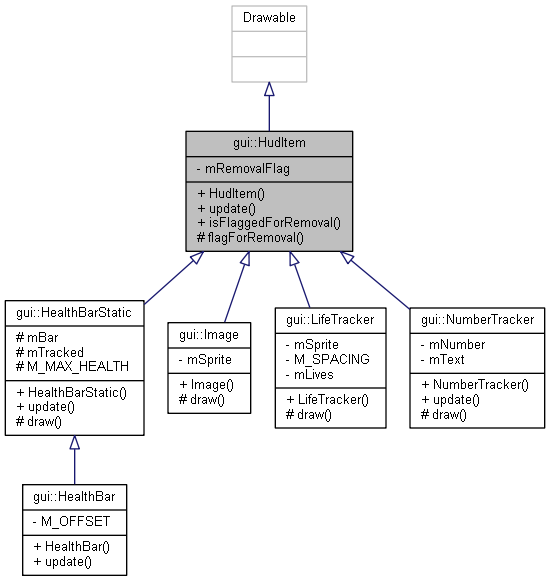 Drawable
gui::HudItem
- mRemovalFlag
+ HudItem()
+ update()
+ isFlaggedForRemoval()
# flagForRemoval()
gui::HealthBarStatic
# mBar
# mTracked
# M_MAX_HEALTH
+ HealthBarStatic()
+ update()
# draw()
gui::Image
- mSprite
+ Image()
# draw()
gui::LifeTracker
- mSprite
- M_SPACING
- mLives
+ LifeTracker()
# draw()
gui::NumberTracker
- mNumber
- mText
+ NumberTracker()
+ update()
# draw()
gui::HealthBar
- M_OFFSET
+ HealthBar()
+ update()